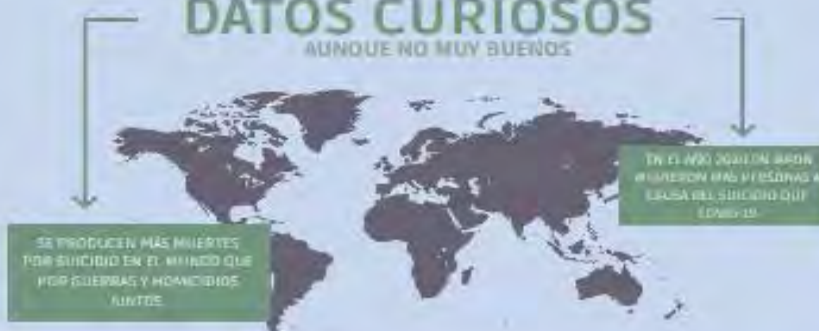 DATOS CURIOSOS
AUNQUE NO MUY BUENOS
SE PRODUCEN MÁS MUERTES
POR SUICIDIO EN EL MUNDO QUE
POR GUERRAS Y HOMICIDIOS
JUNTOS
EN EL AÑO 2020 EN JAPÓN
MURIERON MÁS PERSONAS A
CAUSA DEL SUICIDIO QUE
COVID-19